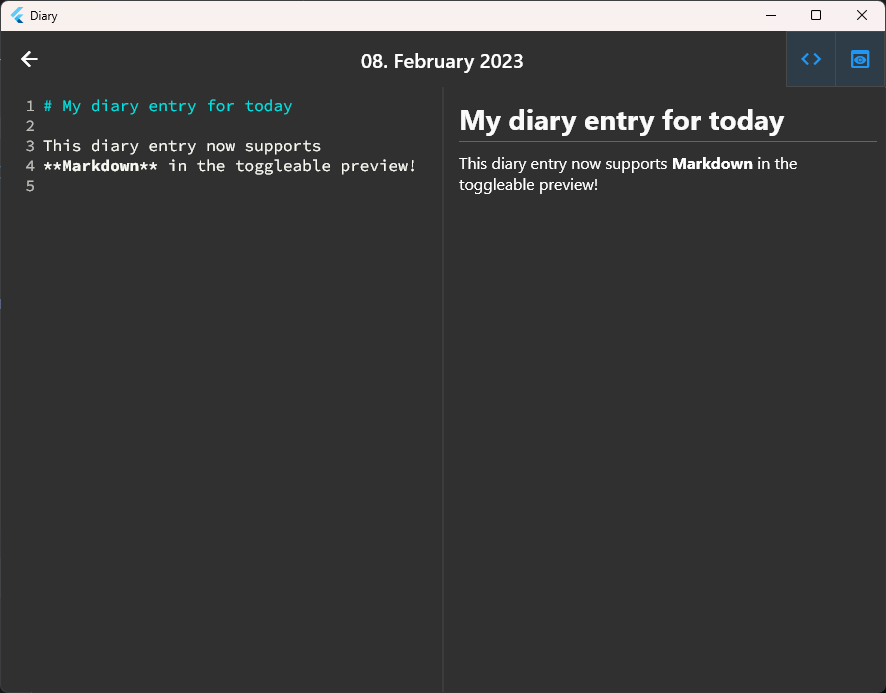 Diary
08. February 2023
1 # My diary entry for today
2
3 This diary entry now supports
4 **Markdown** in the toggleable preview!
5
My diary entry for today
This diary entry now supports Markdown in the
toggleable preview!